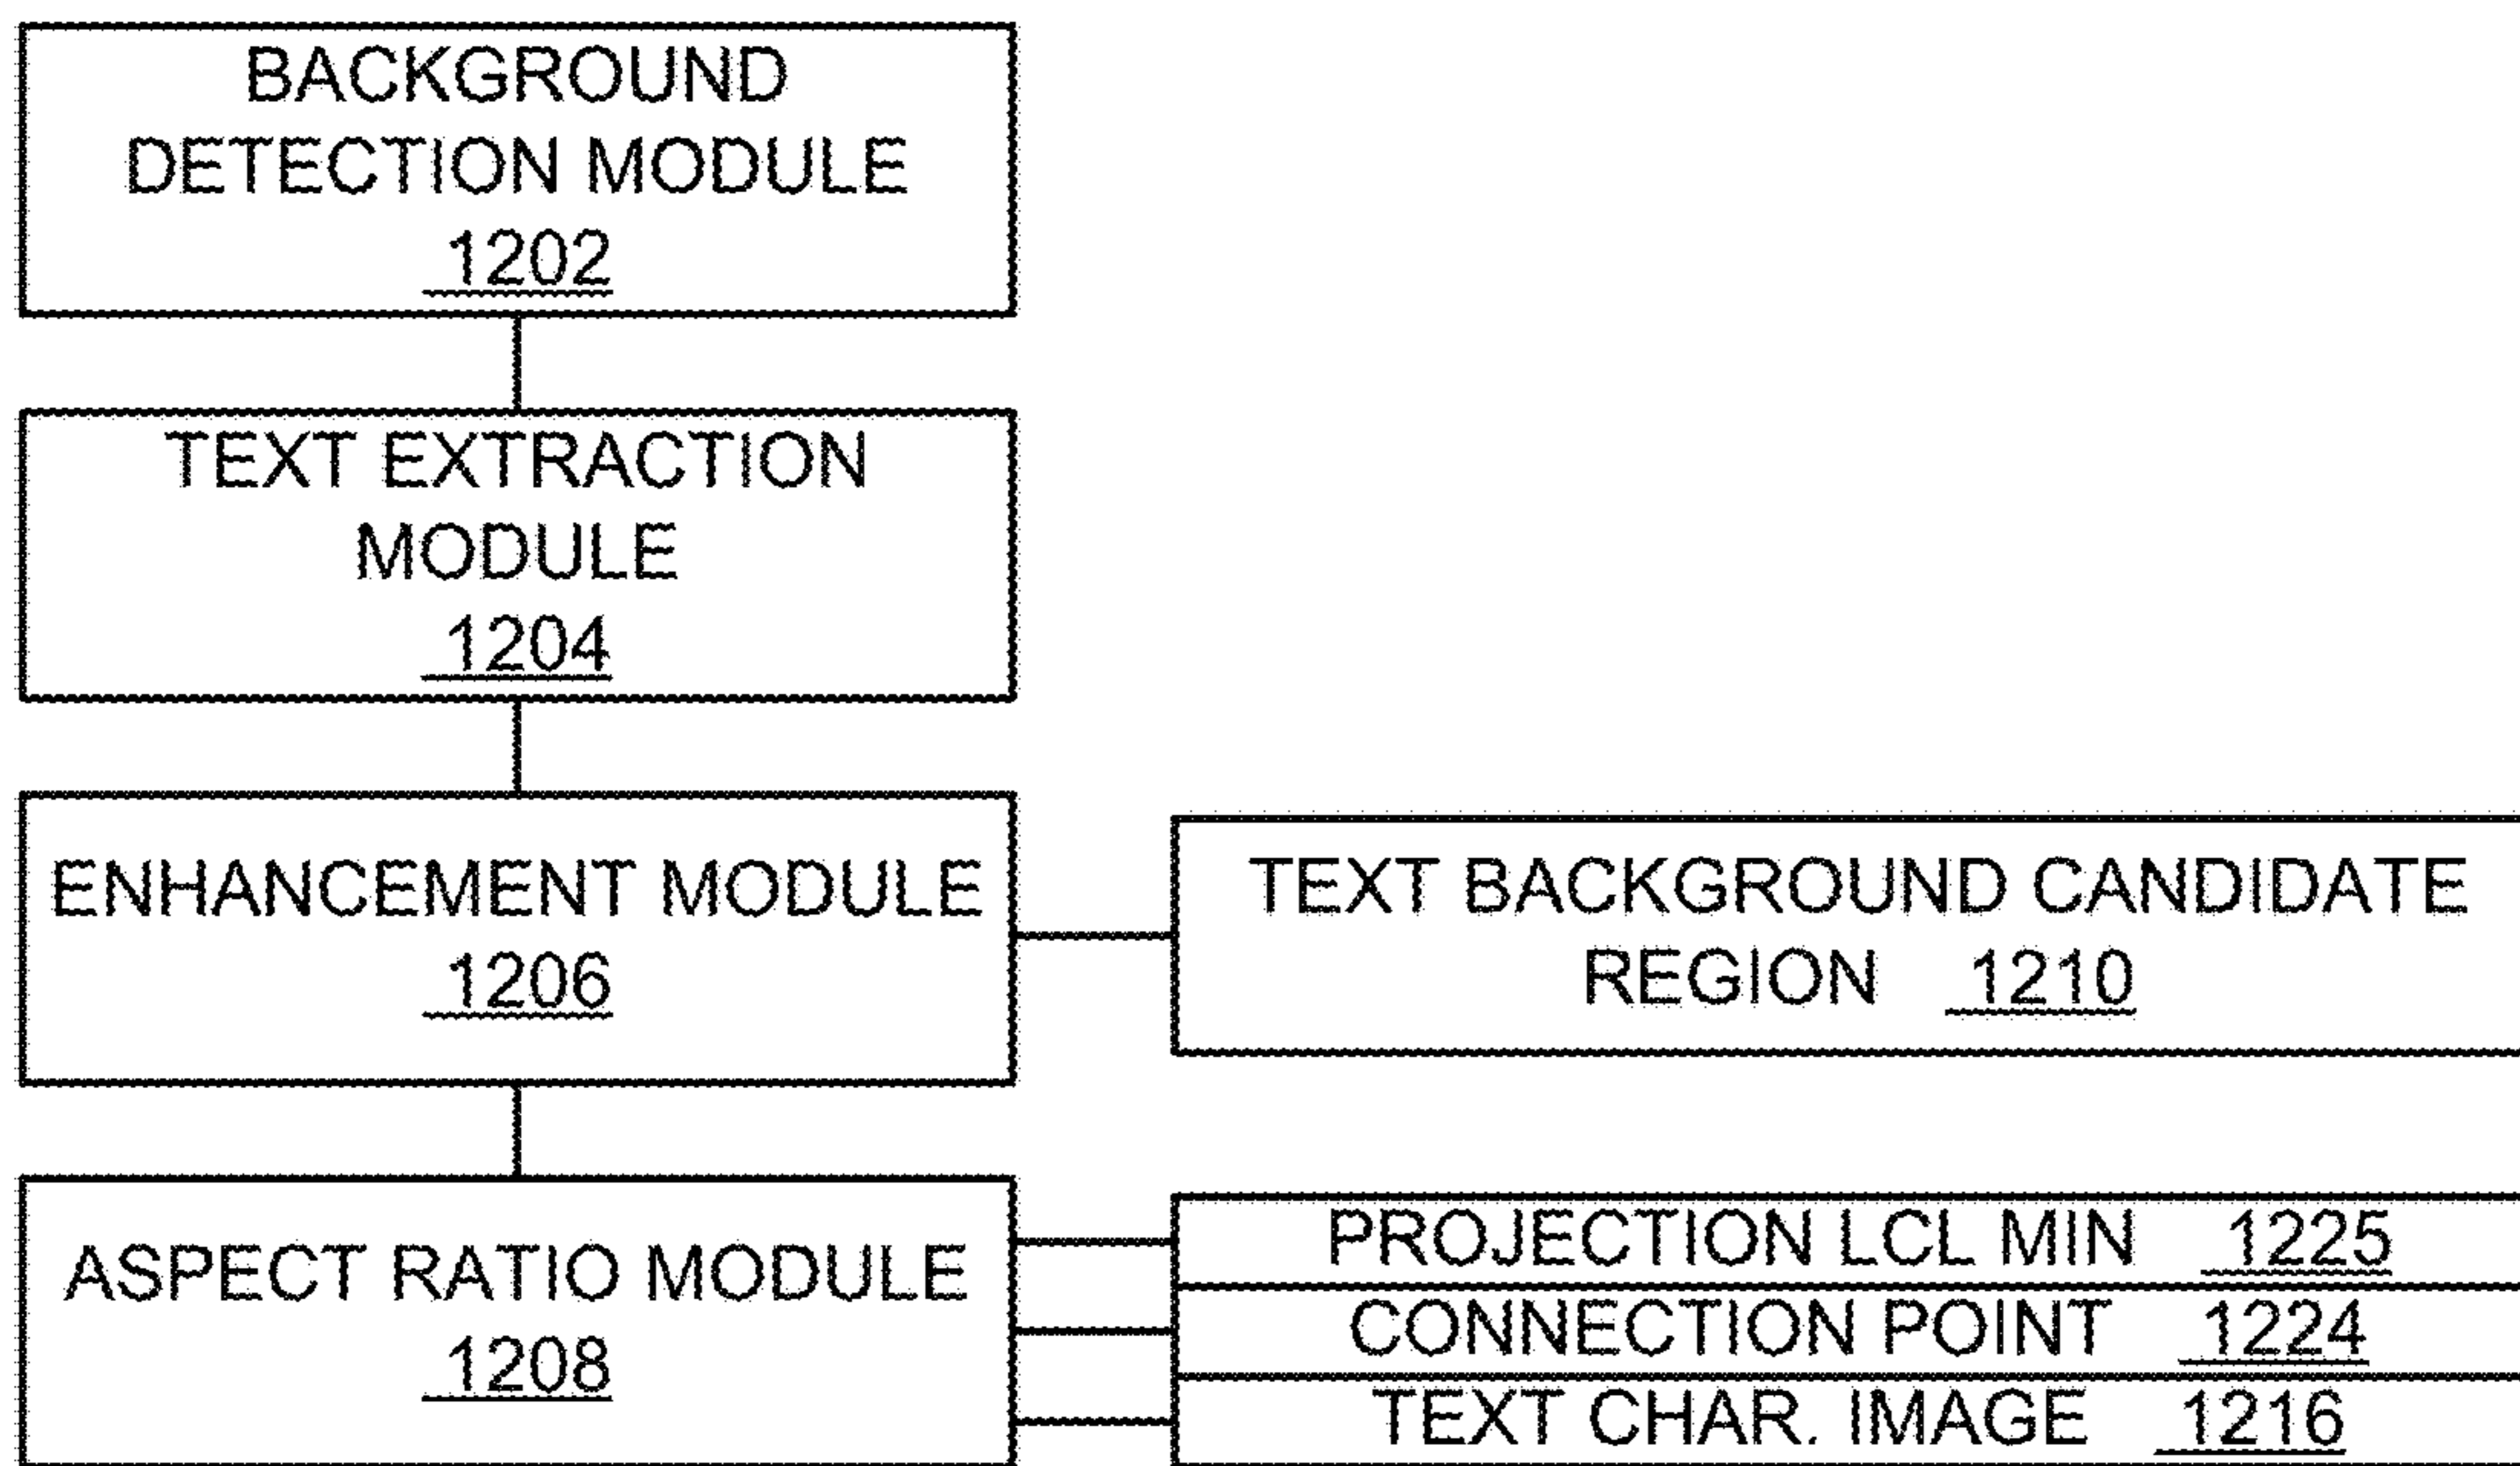 BACKGROUND
DETECTION MODULE
1202
TEXT EXTRACTION
MODULE
1204
ENHANCEMENT MODULE
1206
TEXT BACKGROUND CANDIDATE
REGION 1210
ASPECT RATIO MODULE
1208
PROJECTION LCL MIN 1225
CONNECTION POINT 1224
TEXT CHAR. IMAGE 1216